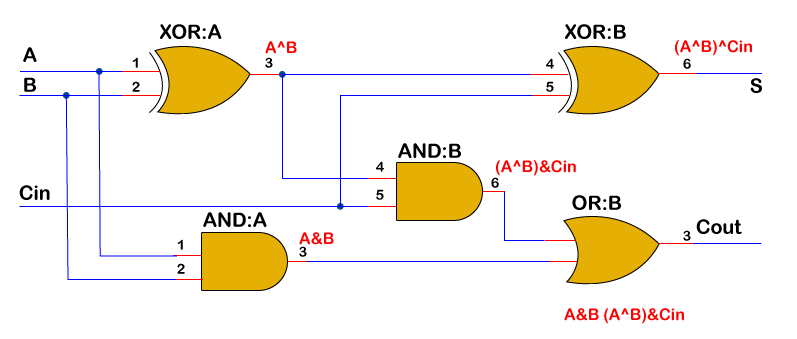 XOR:A
XOR:B
A
1
A^B
3
(A^B)^Cin
4
6
B
2
5
S
AND:B
4
(A^B)&Cin
6
Cin
5
OR:B
AND:A
A&B
3
1
2
3
Cout
A&B (A^B)&Cin